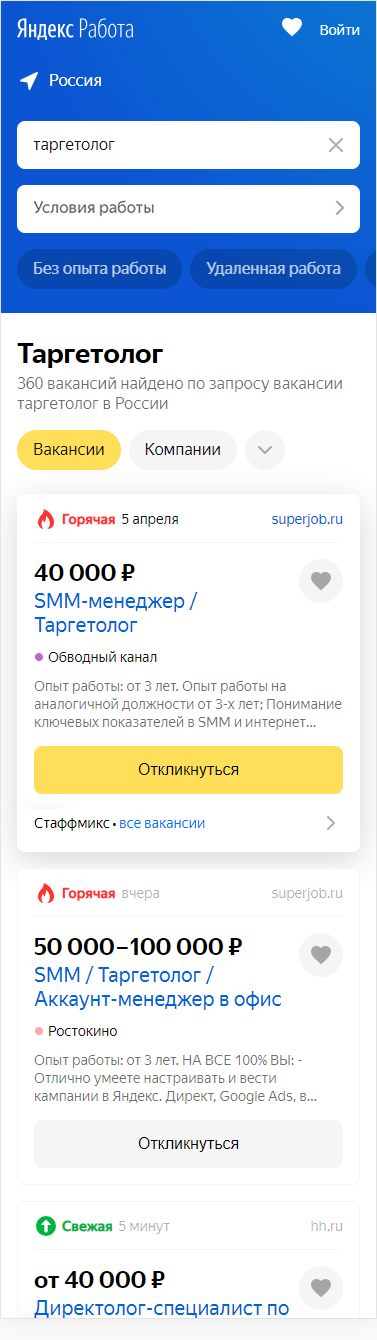 Яндекс Работа
Войти
Россия
таргетолог
Условия работы
Без опыта работы
Удаленная работа
Таргетолог
360 вакансий найдено по запросу вакансии
таргетолог в России
Вакансии
Компании
Горячая 5 апреля
superjob.ru
40 000 ₽
SMM-менеджер /
Таргетолог
Обводный канал
Опыт работы: от 3 лет. Опыт работы на
аналогичной должности от 3-х лет; Понимание
ключевых показателей в SMM и интернет...
Откликнуться
Стаффмикс • все вакансии
Горячая вчера
superjob.ru
50 000–100 000 ₽
SMM / Таргетолог /
Аккаунт-менеджер в офис
Ростокино
Опыт работы: от 3 лет. НА ВСЕ 100% ВЫ: -
Отлично умеете настраивать и вести
кампании в Яндекс. Директ, Google Ads, в...
Откликнуться
Свежая 5 минут
hh.ru
от 40 000 ₽
Директолог-специалист по